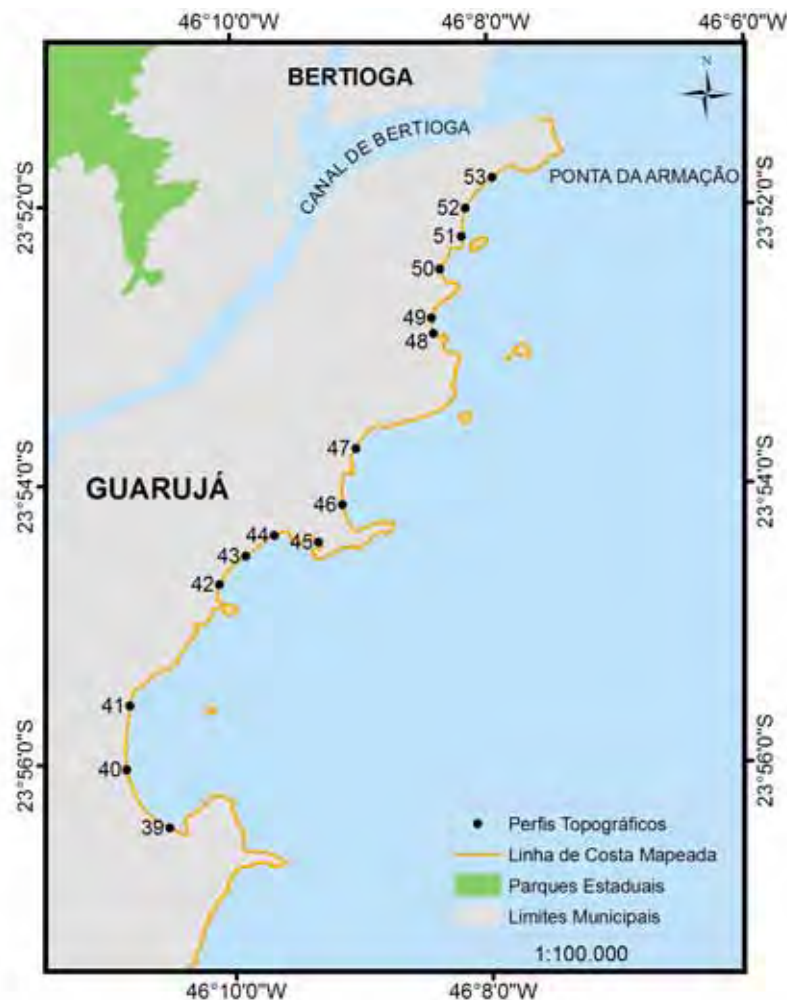 46°10'0"W 46°8'0"W 46°6'0"W
N
BERTIOGA
CANAL DE BERTIOGA
PONTA DA ARMAÇÃO
53
23°52'0"S 23°52'0"S
52
51
50
49
48
47
23°54'0"S 23°54'0"S
GUARUJÁ
46
44
45
43
42
41
23°56'0"S 23°56'0"S
40
39
Perfis Topográficos
Linha de Costa Mapeada
Parques Estaduais
Limites Municipais
1:100.000
46°10'0"W 46°8'0"W